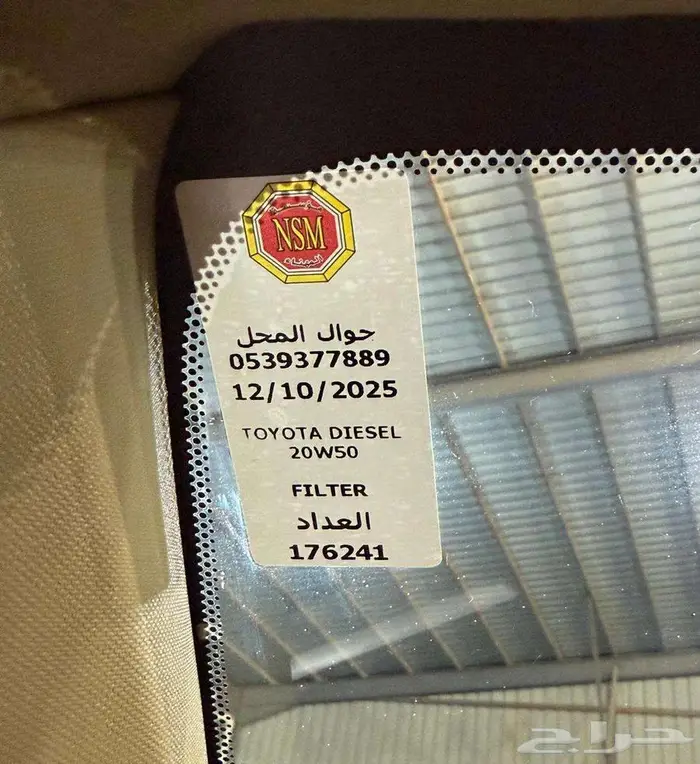 NSM
جوال المحل
0539377889
12/10/2025
TOYOTA DIESEL
20W50
FILTER
العداد
176241
حراج